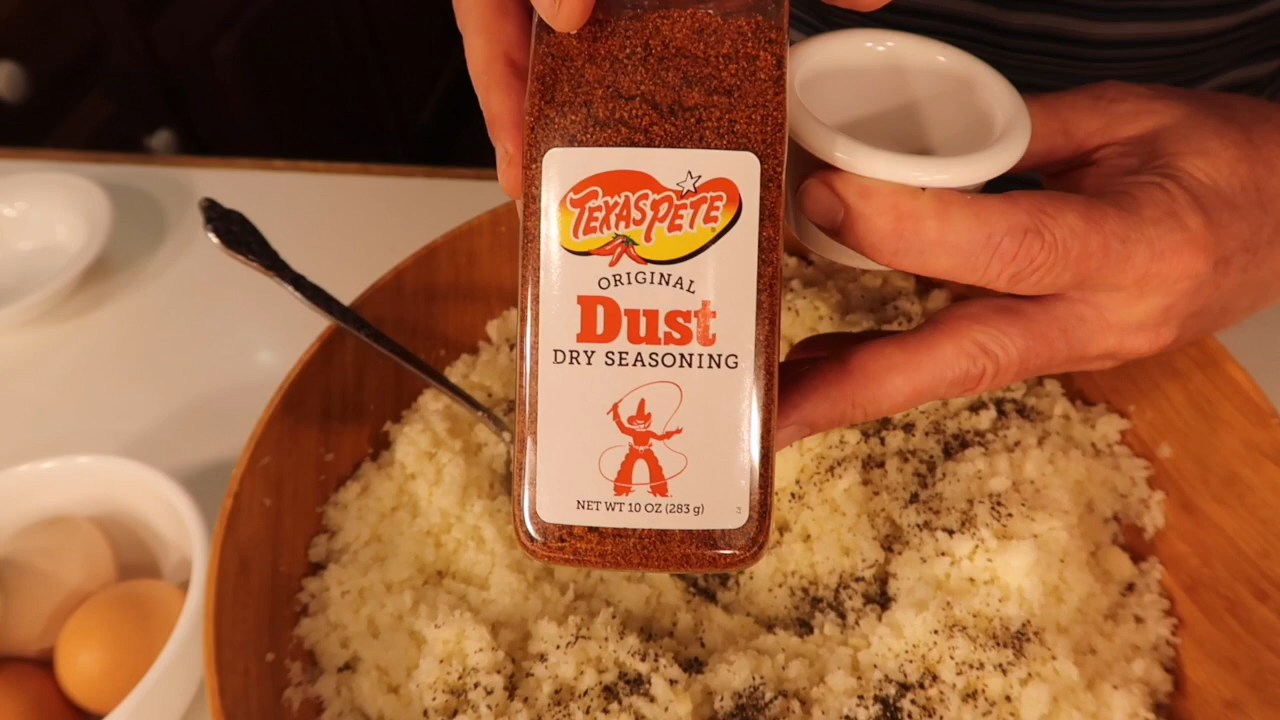 TEXAS PETE
ORIGINAL
Dust
DRY SEASONING
NET WT 10 OZ (283 g)